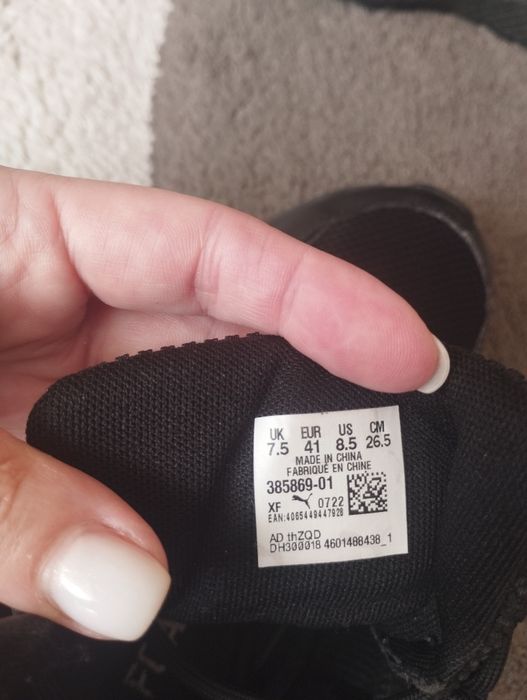 UK EUR US CM
7.5 41 8.5 26.5
MADE IN CHINA
FABRIQUÉ EN CHINE
385869-01
XF 0722
EAN:4065449447928
AD thZQD
DH300018 4601488438_1